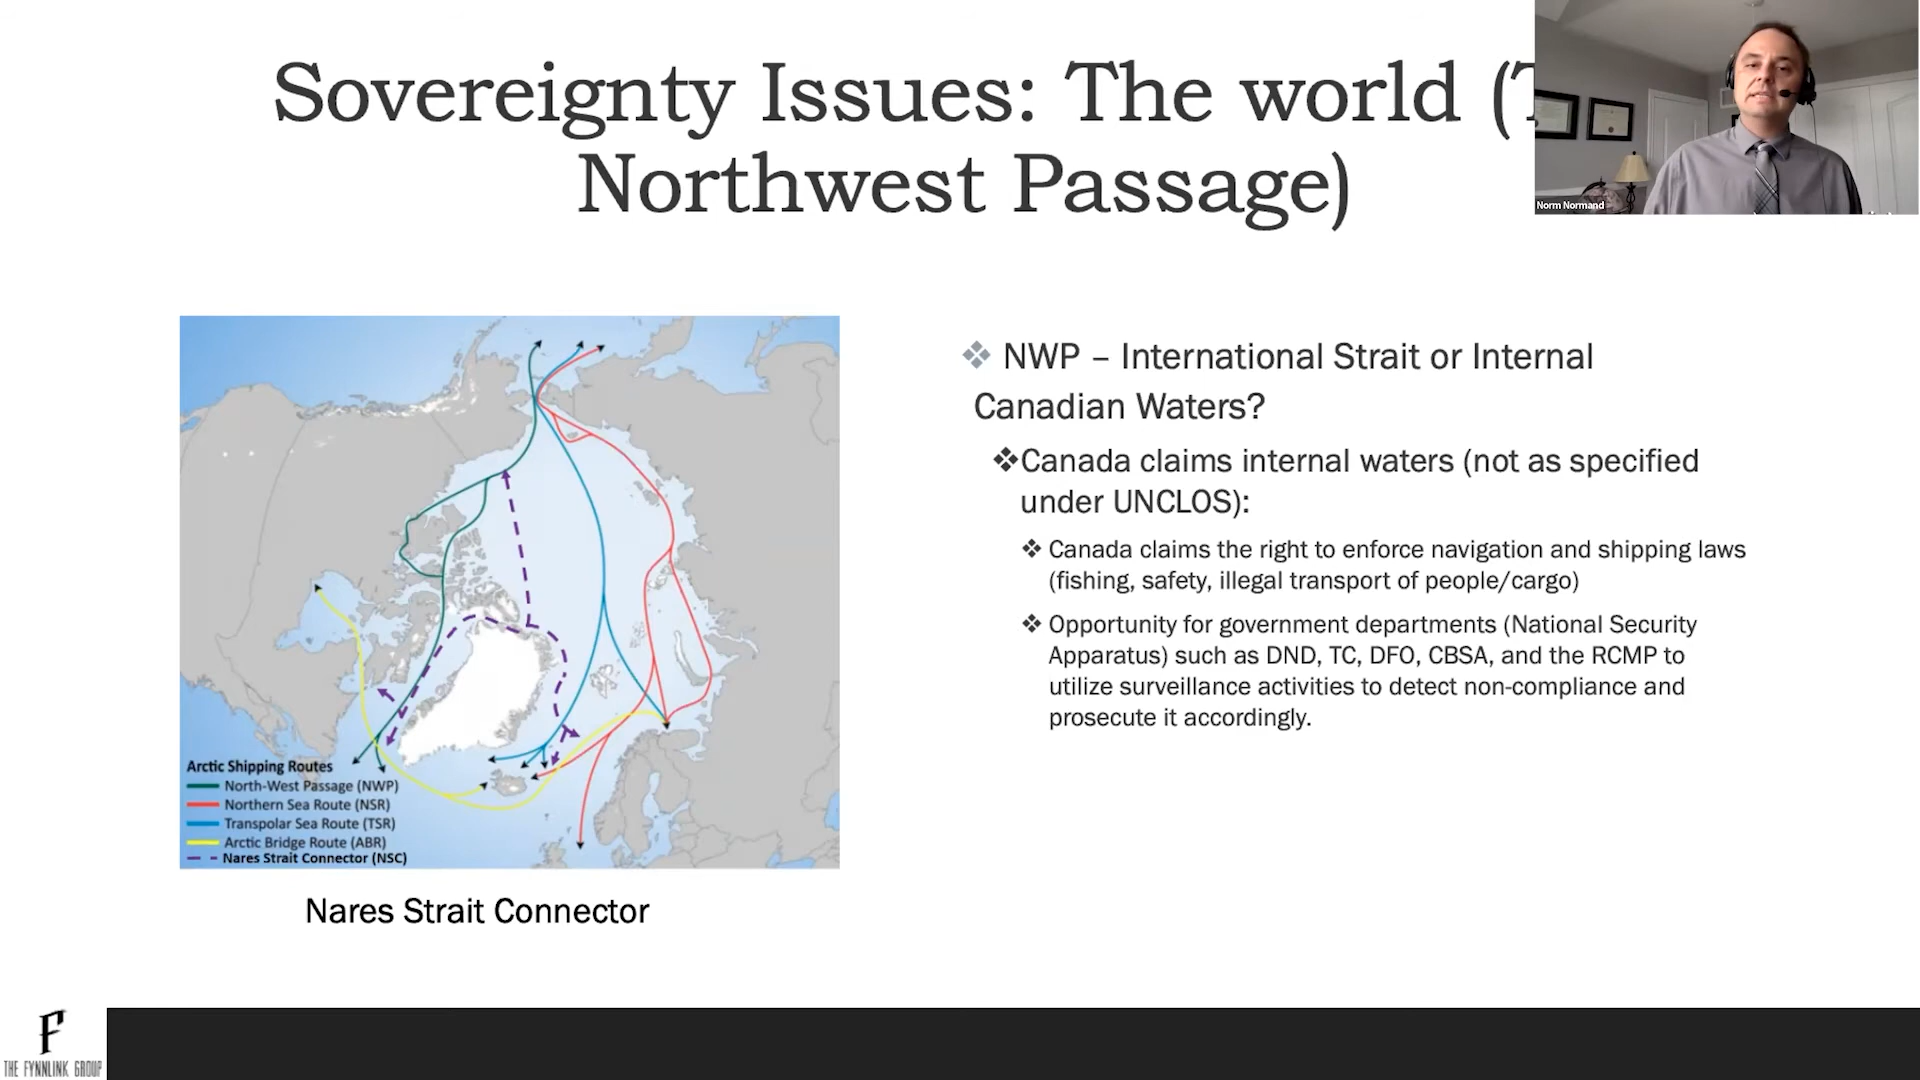 Sovereignty Issues: The world (
Northwest Passage)
Norm Normand
❖ NWP – International Strait or Internal
Canadian Waters?
❖Canada claims internal waters (not as specified
under UNCLOS):
❖ Canada claims the right to enforce navigation and shipping laws
(fishing, safety, illegal transport of people/cargo)
❖ Opportunity for government departments (National Security
Apparatus) such as DND, TC, DFO, CBSA, and the RCMP to
utilize surveillance activities to detect non-compliance and
prosecute it accordingly.
Arctic Shipping Routes
North-West Passage (NWP)
Northern Sea Route (NSR)
Transpolar Sea Route (TSR)
Arctic Bridge Route (ABR)
Nares Strait Connector (NSC)
Nares Strait Connector
F
THE FYNNLINK GROUP